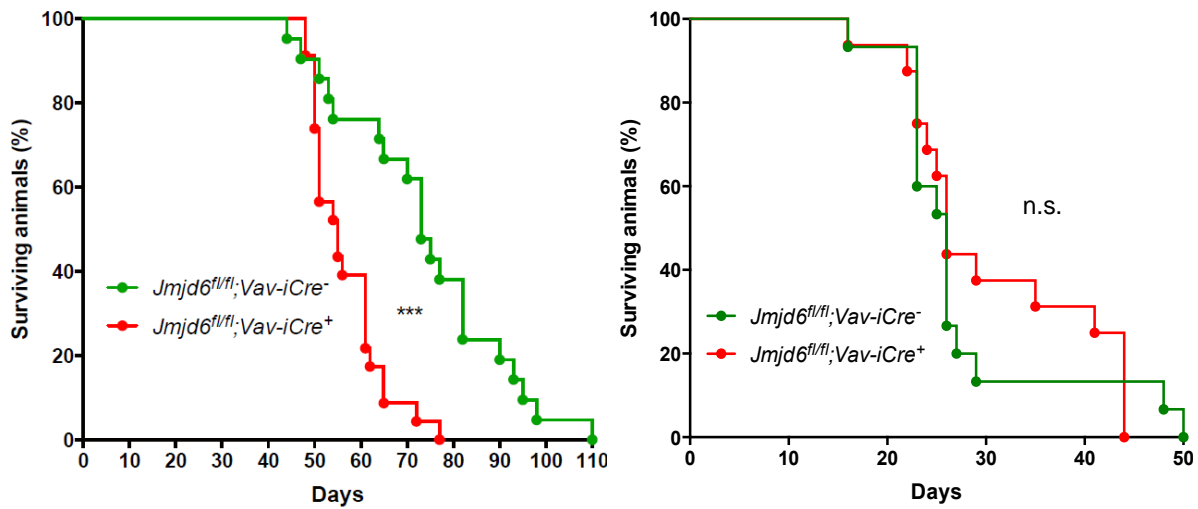 Surviving animals (%)
100
80
60
40
20
0
Jmjd6fl/fl;Vav-iCre-
Jmjd6fl/fl;Vav-iCre+
***
0 10 20 30 40 50 60 70 80 90 100 110
Days
Surviving animals (%)
100
80
60
40
20
0
n.s.
Jmjd6fl/fl;Vav-iCre-
Jmjd6fl/fl;Vav-iCre+
0 10 20 30 40 50
Days